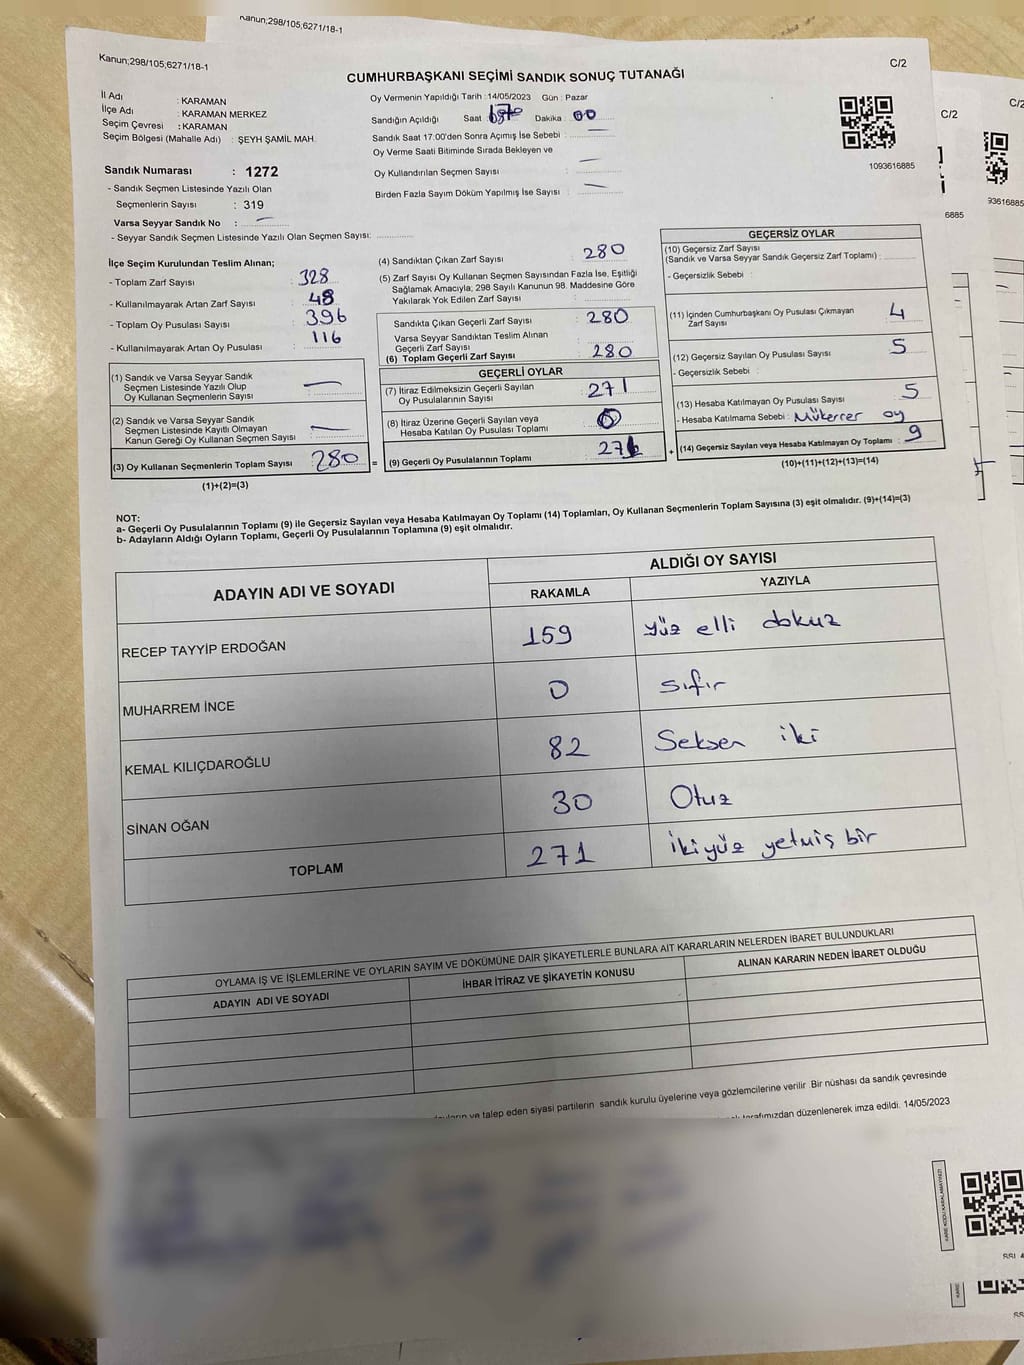 Kanun;298/105;6271/18-1
Kanun;298/105;6271/18-1
C/2
C/2
C/2
CUMHURBAŞKANI SEÇİMİ SANDIK SONUÇ TUTANAĞI
İl Adı : KARAMAN
İlçe Adı : KARAMAN MERKEZ
Seçim Çevresi : KARAMAN
Seçim Bölgesi (Mahalle Adı) : ŞEYH ŞAMİL MAH.
Sandık Numarası : 1272
- Sandık Seçmen Listesinde Yazılı Olan
Seçmenlerin Sayısı : 319
Varsa Seyyar Sandık No :
- Seyyar Sandık Seçmen Listesinde Yazılı Olan Seçmen Sayısı:
Oy Vermenin Yapıldığı Tarih :14/05/2023 Gün : Pazar
Sandığın Açıldığı Saat Dakika : 00
Sandık Saat 17:00'den Sonra Açımış İse Sebebi :
Oy Verme Saati Bitiminde Sırada Bekleyen ve
Oy Kullandırılan Seçmen Sayısı :
Birden Fazla Sayım Döküm Yapılmış İse Sayısı :
1093616885
93616885
6885
İlçe Seçim Kurulundan Teslim Alınan;
- Toplam Zarf Sayısı : 328
- Kullanılmayarak Artan Zarf Sayısı : 48
- Toplam Oy Pusulası Sayısı : 396
- Kullanılmayarak Artan Oy Pusulası : 116
(1) Sandık ve Varsa Seyyar Sandık
Seçmen Listesinde Yazılı Olup
Oy Kullanan Seçmenlerin Sayısı :
(2) Sandık ve Varsa Seyyar Sandık
Seçmen Listesinde Kayıtlı Olmayan
Kanun Gereği Oy Kullanan Seçmen Sayısı :
(3) Oy Kullanan Seçmenlerin Toplam Sayısı : 280
(1)+(2)=(3)
(4) Sandıktan Çıkan Zarf Sayısı : 280
(5) Zarf Sayısı Oy Kullanan Seçmen Sayısından Fazla İse, Eşitliği
Sağlamak Amacıyla; 298 Sayılı Kanunun 98. Maddesine Göre
Yakılarak Yok Edilen Zarf Sayısı :
Sandıkta Çıkan Geçerli Zarf Sayısı : 280
Varsa Seyyar Sandıktan Teslim Alınan
Geçerli Zarf Sayısı :
(6) Toplam Geçerli Zarf Sayısı : 280
GEÇERLİ OYLAR
(7) İtiraz Edilmeksizin Geçerli Sayılan
Oy Pusulalarının Sayısı : 271
(8) İtiraz Üzerine Geçerli Sayılan veya
Hesaba Katılan Oy Pusulası Toplamı : 0
= (9) Geçerli Oy Pusulalarının Toplamı : 271
GEÇERSİZ OYLAR
(10) Geçersiz Zarf Sayısı
(Sandık ve Varsa Seyyar Sandık Geçersiz Zarf Toplamı) :
- Geçersizlik Sebebi :
(11) İçinden Cumhurbaşkanı Oy Pusulası Çıkmayan
Zarf Sayısı : 4
(12) Geçersiz Sayılan Oy Pusulası Sayısı : 5
- Geçersizlik Sebebi :
(13) Hesaba Katılmayan Oy Pusulası Sayısı : 5
- Hesaba Katılmama Sebebi : Mükerrer oy
+ (14) Geçersiz Sayılan veya Hesaba Katılmayan Oy Toplamı : 9
(10)+(11)+(12)+(13)=(14)
NOT:
a- Geçerli Oy Pusulalarının Toplamı (9) ile Geçersiz Sayılan veya Hesaba Katılmayan Oy Toplamı (14) Toplamları, Oy Kullanan Seçmenlerin Toplam Sayısına (3) eşit olmalıdır. (9)+(14)=(3)
b- Adayların Aldığı Oyların Toplamı, Geçerli Oy Pusulalarının Toplamına (9) eşit olmalıdır.
ADAYIN ADI VE SOYADI
ALDIĞI OY SAYISI
RAKAMLA YAZIYLA
RECEP TAYYİP ERDOĞAN 159 yüz elli dokuz
MUHARREM İNCE 0 sıfır
KEMAL KILIÇDAROĞLU 82 Seksen iki
SİNAN OĞAN 30 Otuz
TOPLAM 271 ikiyüz yetmiş bir
OYLAMA İŞ VE İŞLEMLERİNE VE OYLARIN SAYIM VE DÖKÜMÜNE DAİR ŞİKAYETLERLE BUNLARA AİT KARARLARIN NELERDEN İBARET BULUNDUKLARI
ADAYIN ADI VE SOYADI İHBAR İTİRAZ VE ŞİKAYETİN KONUSU ALINAN KARARIN NEDEN İBARET OLDUĞU
ve talep eden siyasi partilerin sandık kurulu üyelerine veya gözlemcilerine verilir. Bir nüshası da sandık çevresinde
tarafımızdan düzenlenerek imza edildi. 14/05/2023